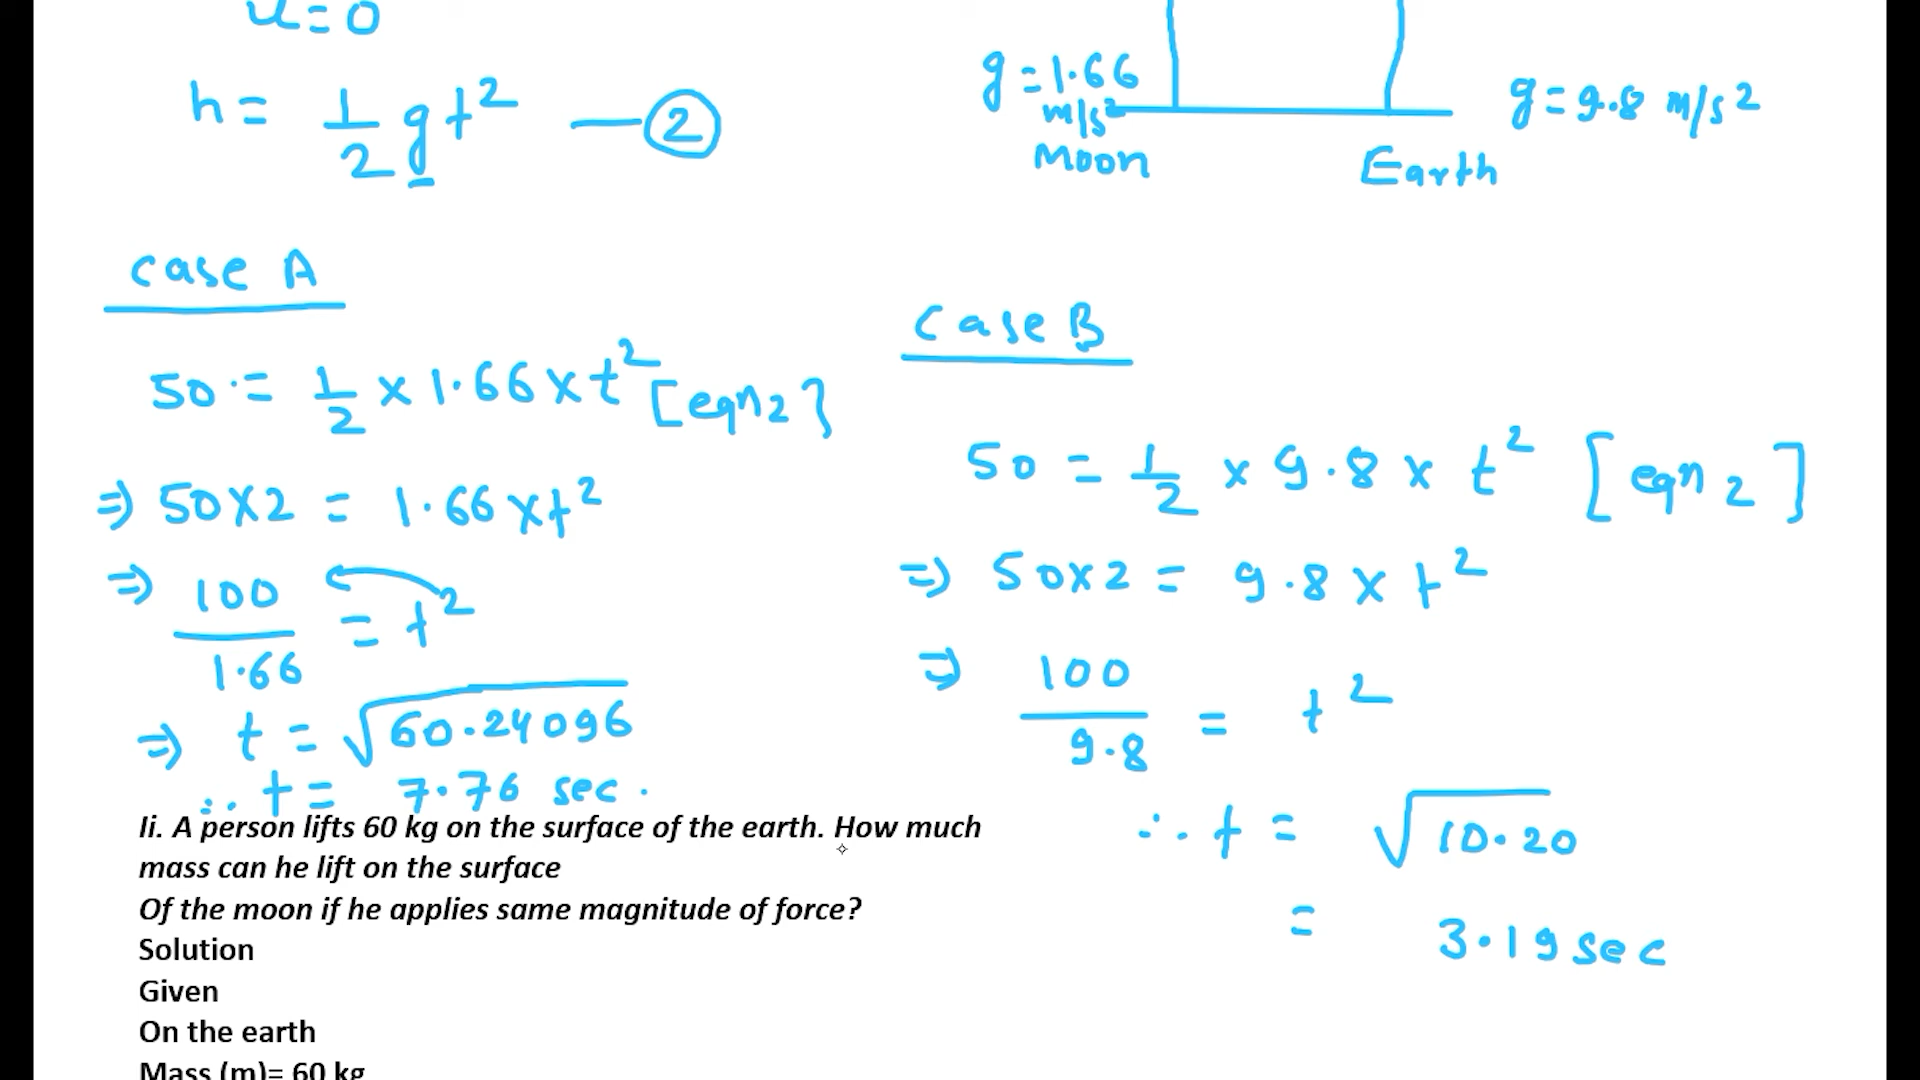 u=0
h= 1/2 gt² —②
g=1.66 m/s²
Moon
g=9.8 m/s²
Earth
Case A
50 = 1/2 × 1.66 × t² [eqn 2]
⇒ 50×2 = 1.66 × t²
⇒ 100/1.66 = t²
⇒ t = √60.24096
∴ t = 7.76 sec.
Case B
50 = 1/2 × 9.8 × t² [eqn 2]
⇒ 50×2 = 9.8 × t²
⇒ 100/9.8 = t²
∴ t = √10.20
= 3.19 sec
Ii. A person lifts 60 kg on the surface of the earth. How much
mass can he lift on the surface
Of the moon if he applies same magnitude of force?
Solution
Given
On the earth
Mass (m)= 60 kg